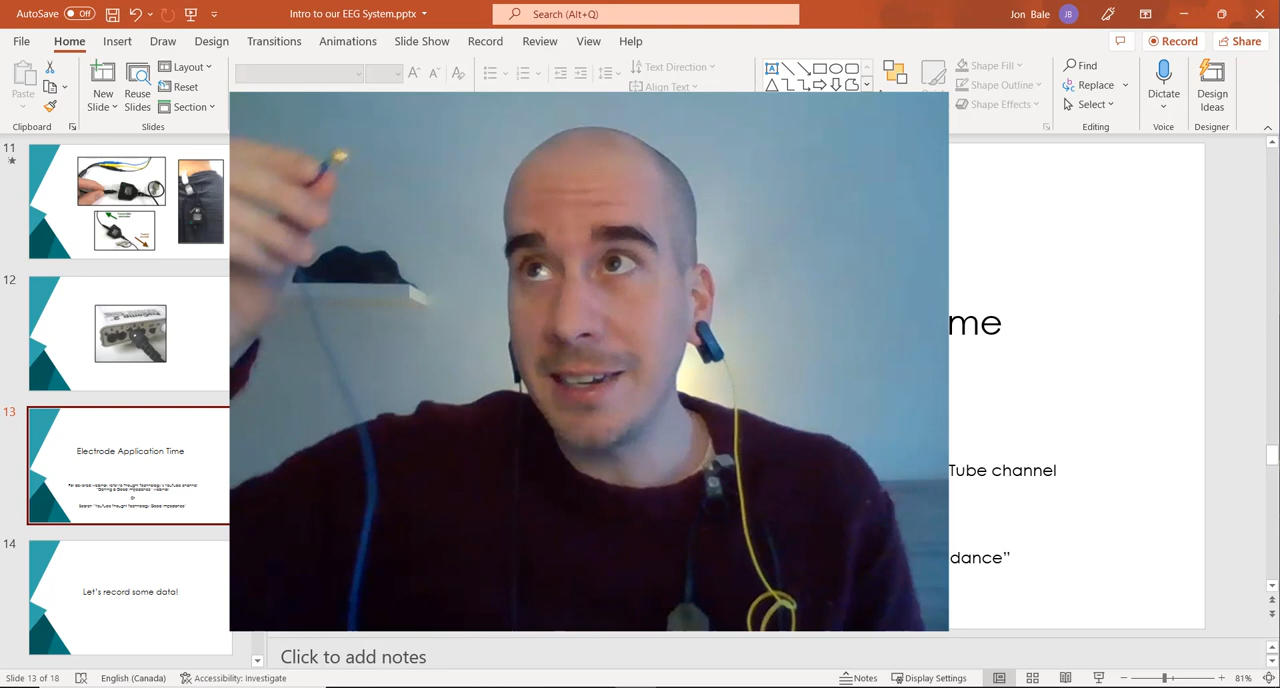 AutoSave Off Intro to our EEG System.pptx Search (Alt+Q) Jon Bale JB
File Home Insert Draw Design Transitions Animations Slide Show Record Review View Help Record Share
Paste New Slide Reuse Slides Layout Reset Section Text Direction Align Text Shape Fill Shape Outline Shape Effects Find Replace Select Dictate Design Ideas
Clipboard Slides Editing Voice Designer
11
12
13
Electrode Application Time
Or
14
Let's record some data!
me
Tube channel
dance"
Click to add notes
Slide 13 of 18 English (Canada) Accessibility: Investigate Notes Display Settings 81%